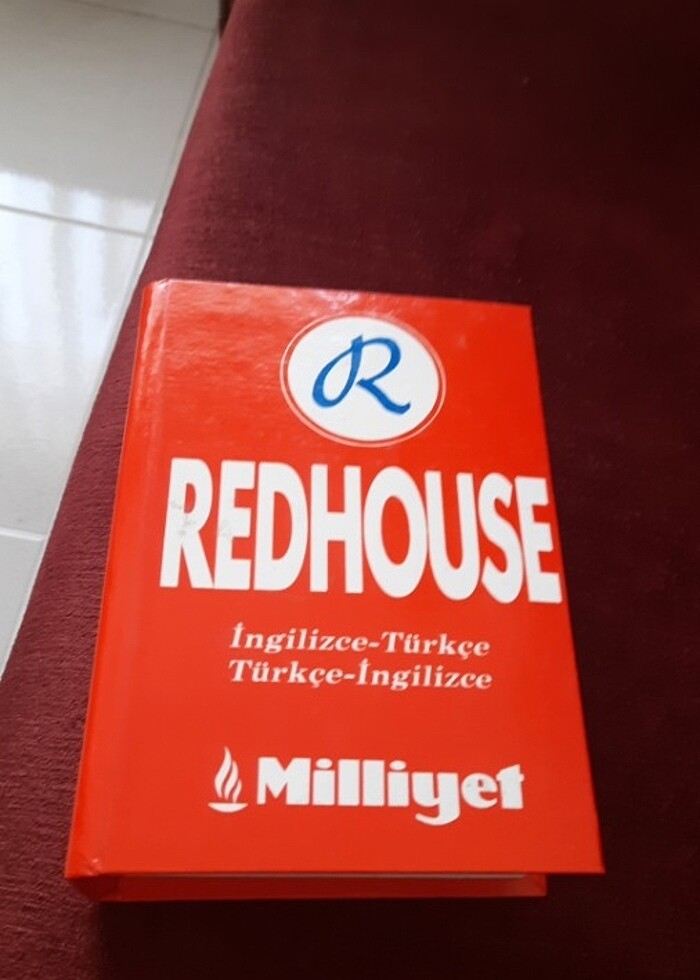 R
REDHOUSE
İngilizce-Türkçe
Türkçe-İngilizce
Milliyet